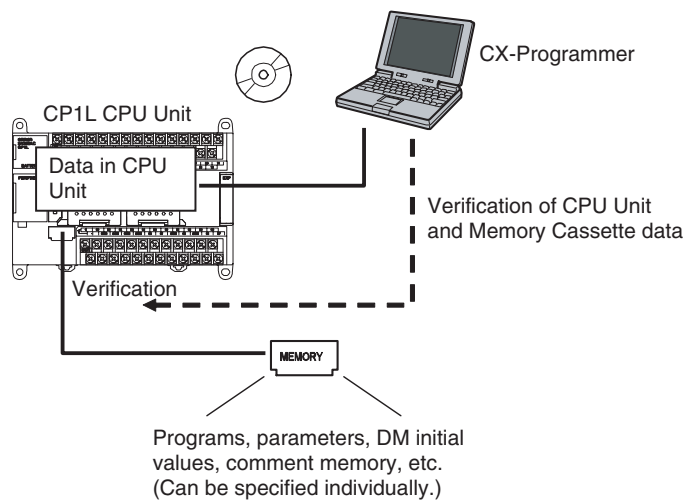 CX-Programmer
CP1L CPU Unit
Data in CPU
Unit
Verification of CPU Unit
and Memory Cassette data
Verification
MEMORY
Programs, parameters, DM initial
values, comment memory, etc.
(Can be specified individually.)